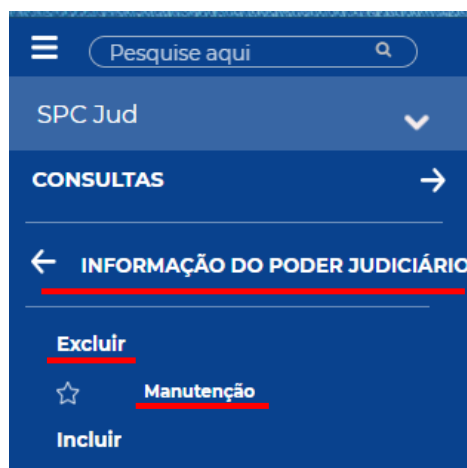 Pesquise aqui
SPC Jud
CONSULTAS
INFORMAÇÃO DO PODER JUDICIÁRIO
Excluir
Manutenção
Incluir